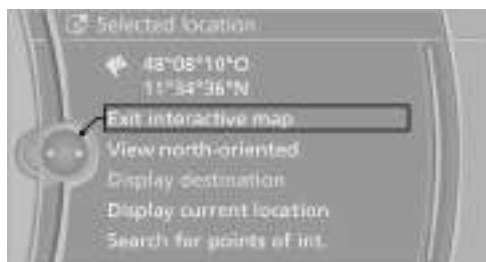 Selected location
48°08'10"O
11°34'36"N
Exit interactive map
View north-oriented
Display destination
Display current location
Search for points of int.